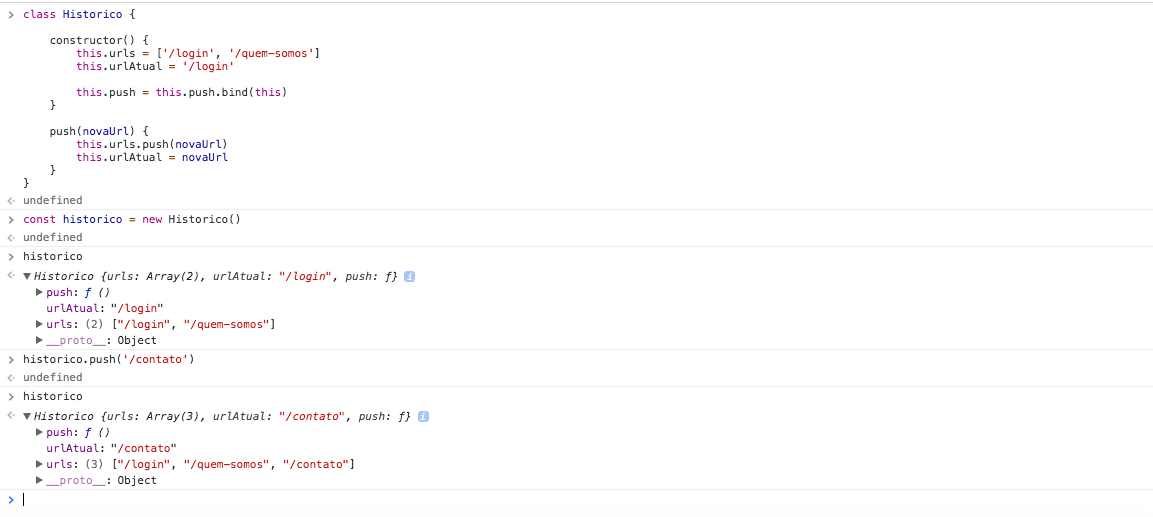 > class Historico {
constructor() {
this.urls = ['/login', '/quem-somos']
this.urlAtual = '/login'
this.push = this.push.bind(this)
}
push(novaUrl) {
this.urls.push(novaUrl)
this.urlAtual = novaUrl
}
}
undefined
> const historico = new Historico()
undefined
> historico
Historico {urls: Array(2), urlAtual: "/login", push: ƒ} i
push: ƒ ()
urlAtual: "/login"
urls: (2) ["/login", "/quem-somos"]
__proto__: Object
> historico.push('/contato')
undefined
> historico
Historico {urls: Array(3), urlAtual: "/contato", push: ƒ} i
push: ƒ ()
urlAtual: "/contato"
urls: (3) ["/login", "/quem-somos", "/contato"]
__proto__: Object
>